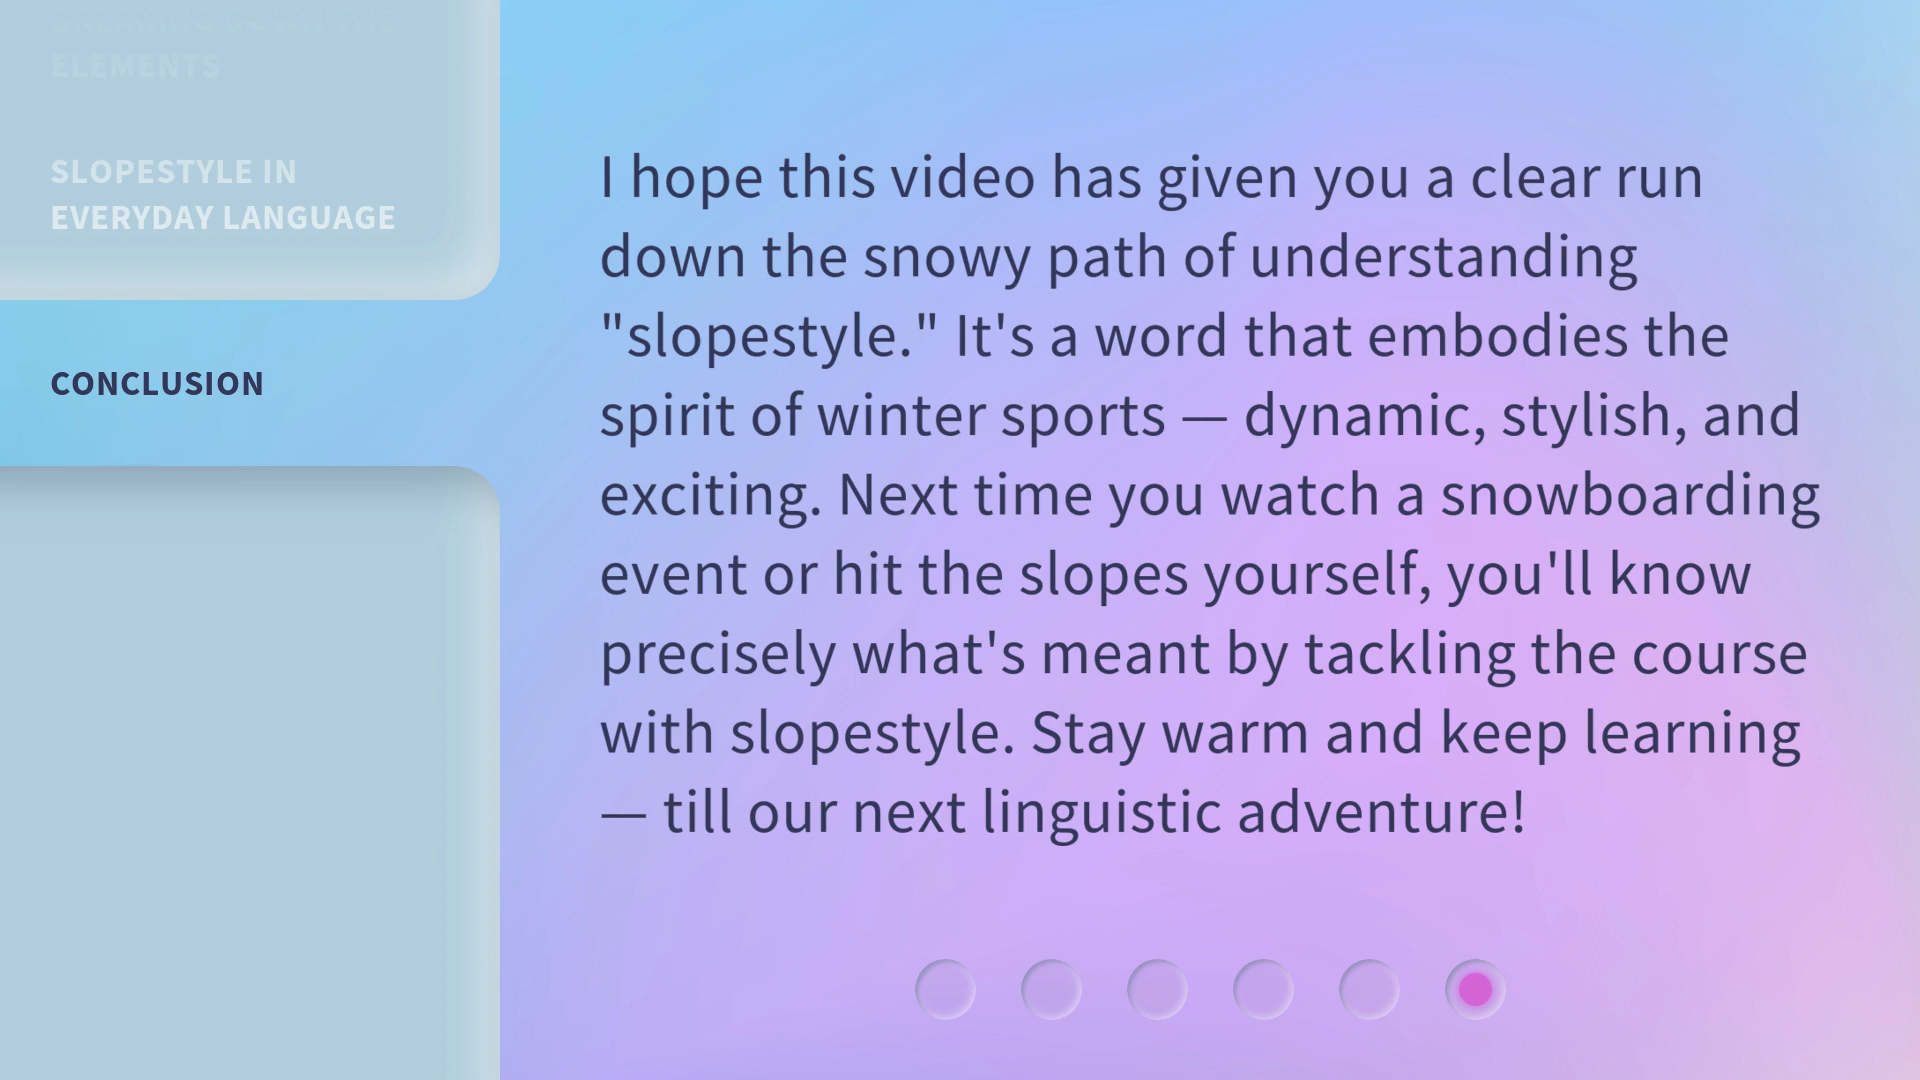 BREAKING DOWN THE
ELEMENTS
SLOPESTYLE IN
EVERYDAY LANGUAGE
CONCLUSION
I hope this video has given you a clear run
down the snowy path of understanding
"slopestyle." It's a word that embodies the
spirit of winter sports — dynamic, stylish, and
exciting. Next time you watch a snowboarding
event or hit the slopes yourself, you'll know
precisely what's meant by tackling the course
with slopestyle. Stay warm and keep learning
— till our next linguistic adventure!